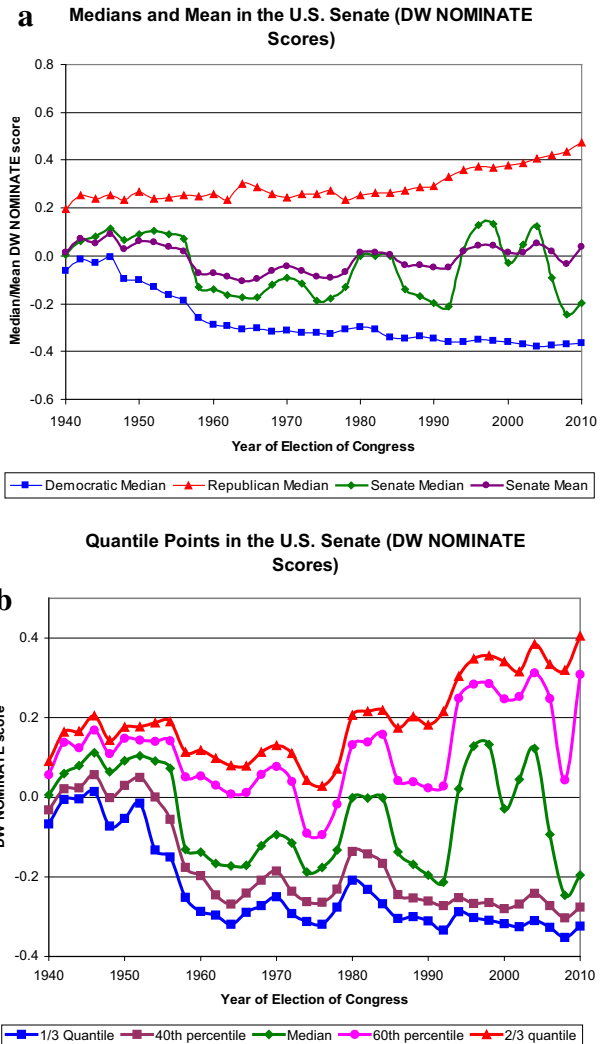 a
Medians and Mean in the U.S. Senate (DW NOMINATE
Scores)
Median/Mean DW NOMINATE score
0.8
0.6
0.4
0.2
0.0
-0.2
-0.4
-0.6
1940 1950 1960 1970 1980 1990 2000 2010
Year of Election of Congress
Democratic Median Republican Median Senate Median Senate Mean
Quantile Points in the U.S. Senate (DW NOMINATE
Scores)
b
DW NOMINATE score
0.4
0.2
0.0
-0.2
-0.4
1940 1950 1960 1970 1980 1990 2000 2010
Year of Election of Congress
1/3 Quantile 40th percentile Median 60th percentile 2/3 quantile